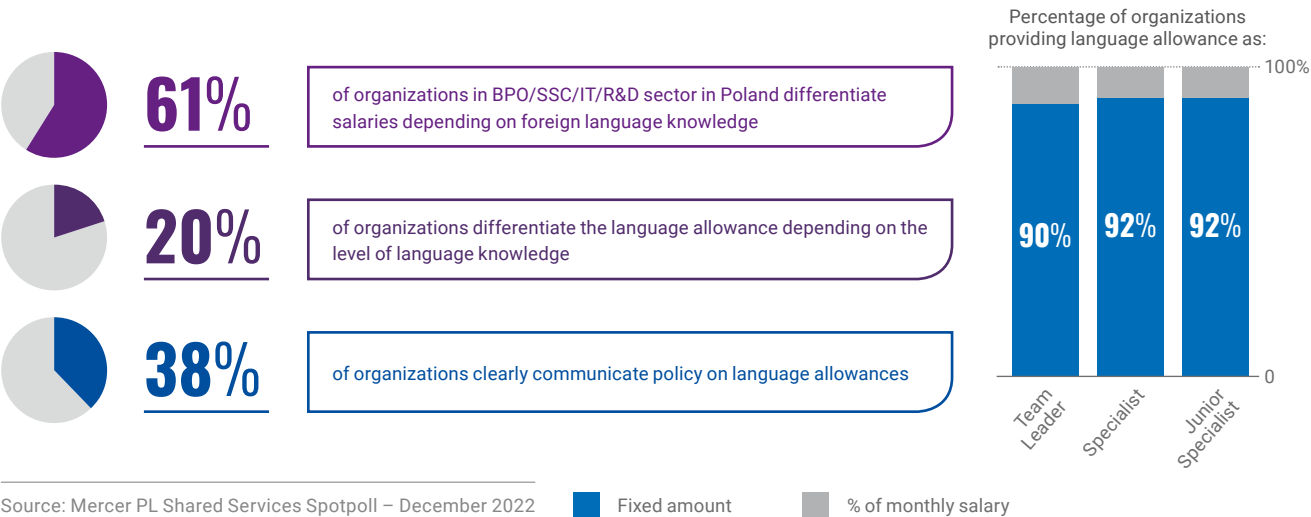 61%
of organizations in BPO/SSC/IT/R&D sector in Poland differentiate
salaries depending on foreign language knowledge
20%
of organizations differentiate the language allowance depending on the
level of language knowledge
38%
of organizations clearly communicate policy on language allowances
Percentage of organizations
providing language allowance as:
100%
90%
92%
92%
0
Team
Leader
Specialist
Junior
Specialist
Source: Mercer PL Shared Services Spotpoll – December 2022
Fixed amount
% of monthly salary